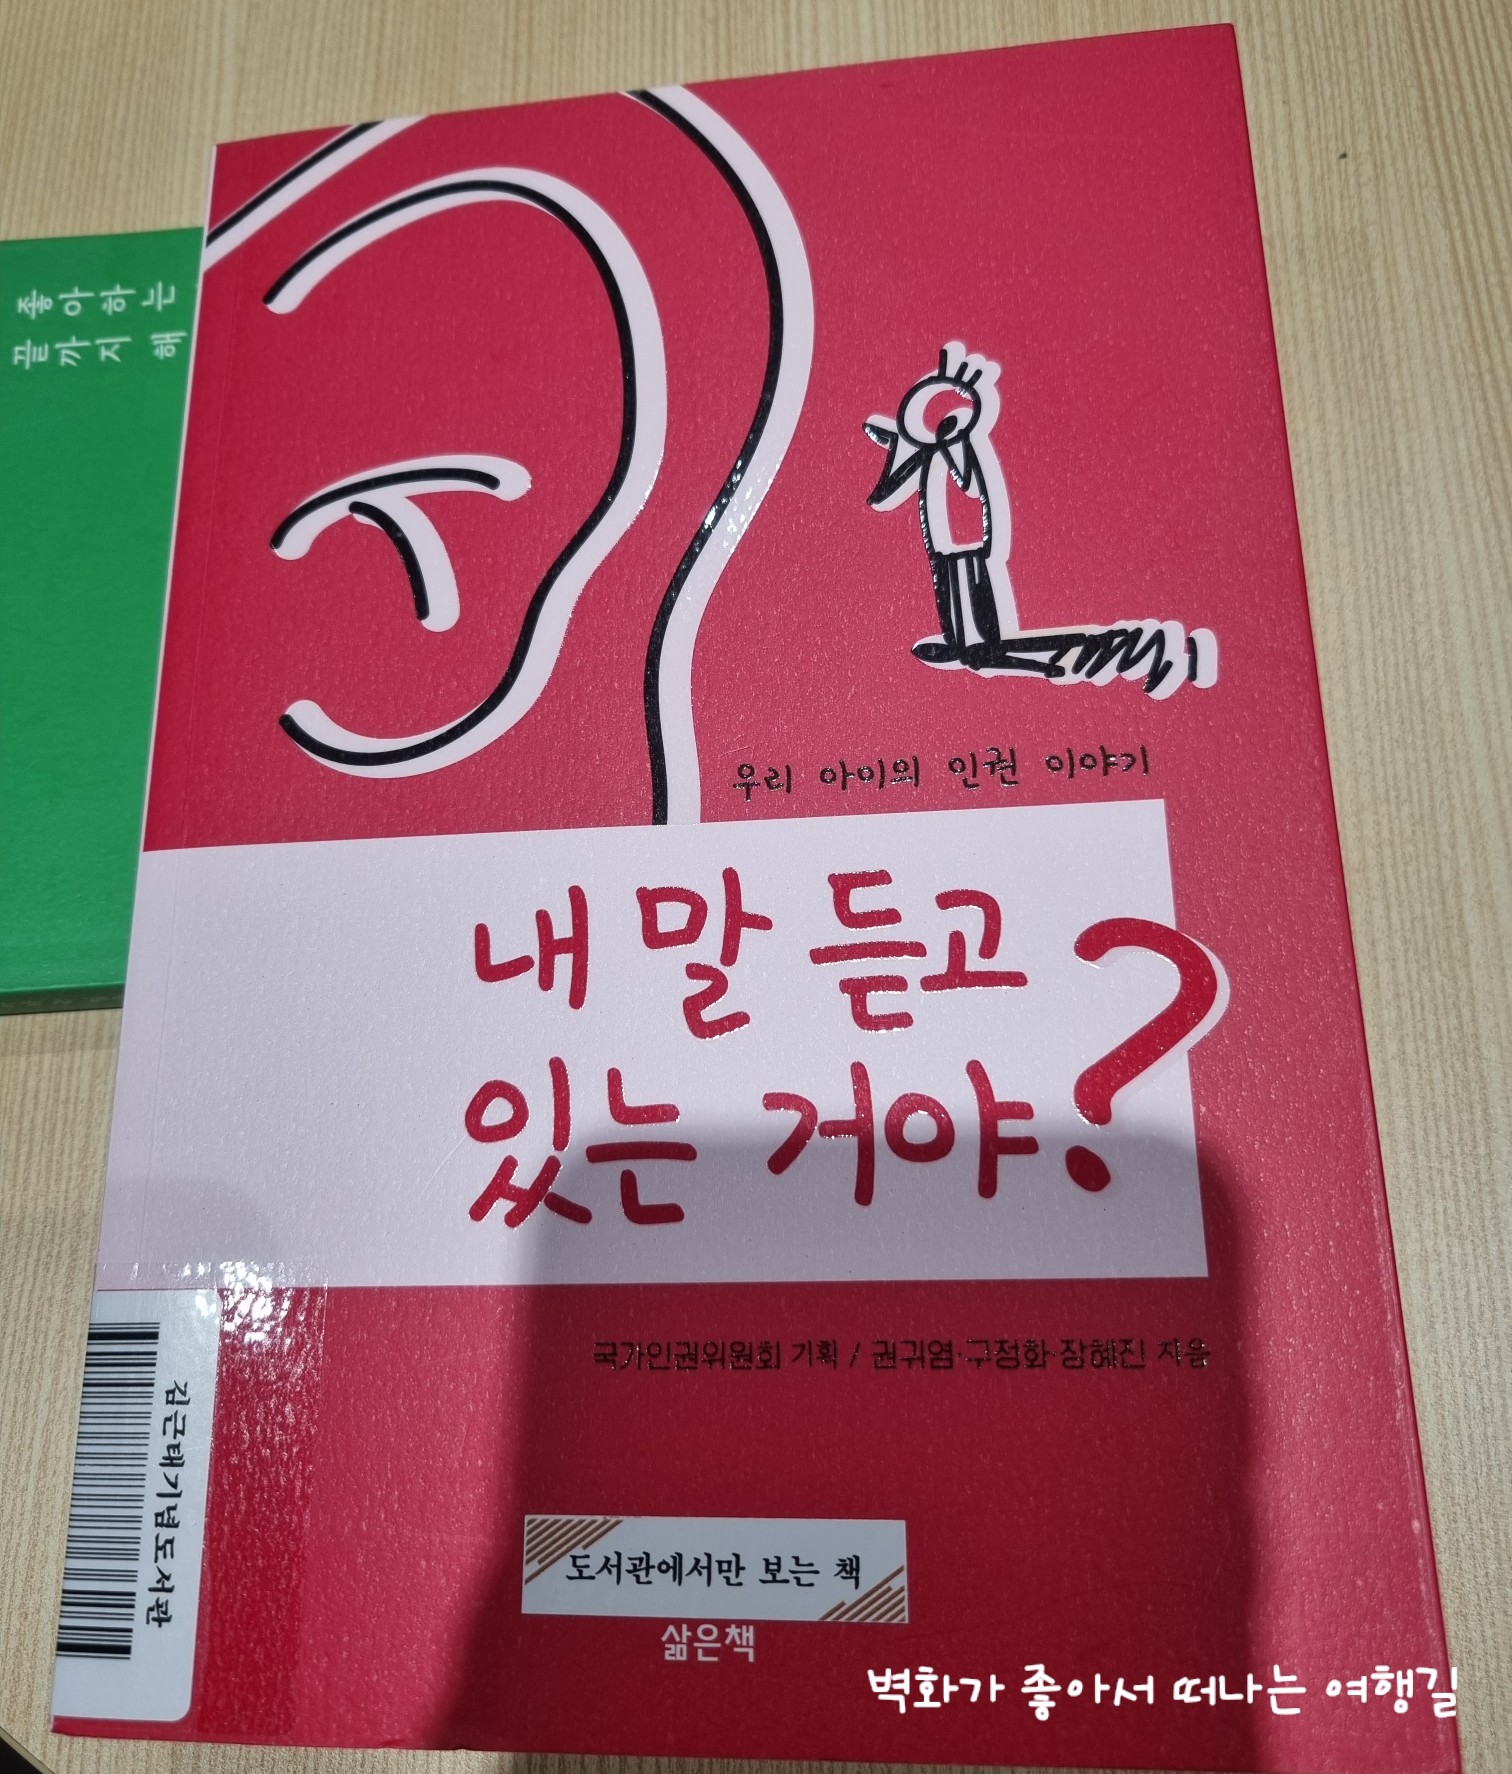 좋아하는
끝까지 해
우리 아이의 인권 이야기
내 말 듣고
있는 거야?
국가인권위원회 기획 / 권귀염·구정화·장혜진 지음
김근태기념도서관
도서관에서만 보는 책
삶은책
벽화가 좋아서 떠나는 여행길